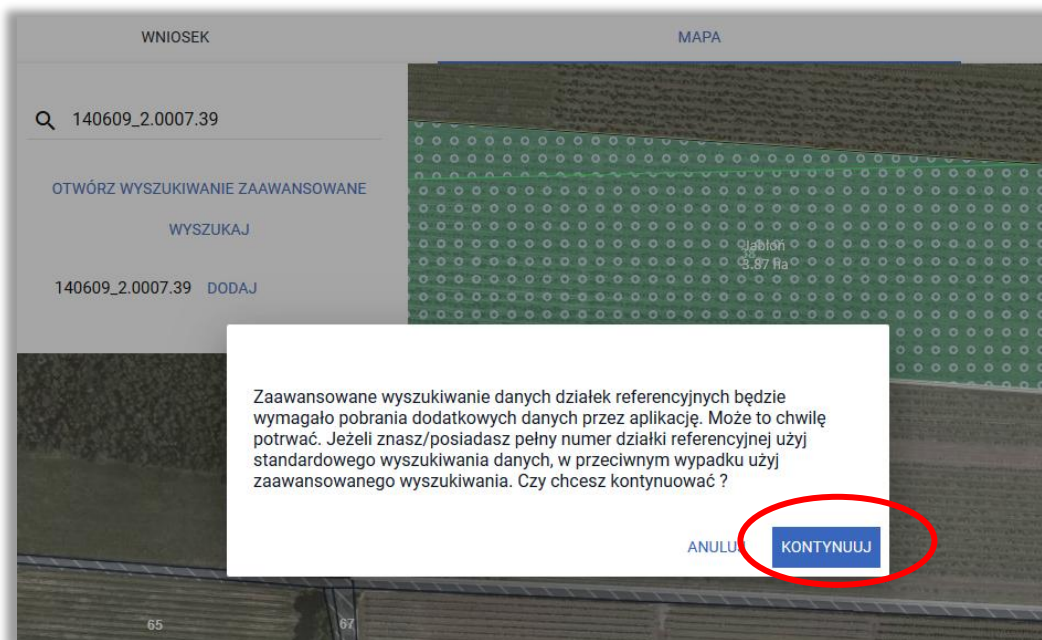 WNIOSEK
MAPA
140609_2.0007.39
OTWÓRZ WYSZUKIWANIE ZAAWANSOWANE
WYSZUKAJ
140609_2.0007.39 DODAJ
Jabłoń
58
3.87 ha
Zaawansowane wyszukiwanie danych działek referencyjnych będzie
wymagało pobrania dodatkowych danych przez aplikację. Może to chwilę
potrwać. Jeżeli znasz/posiadasz pełny numer działki referencyjnej użyj
standardowego wyszukiwania danych, w przeciwnym wypadku użyj
zaawansowanego wyszukiwania. Czy chcesz kontynuować ?
ANULUJ KONTYNUUJ
65
67